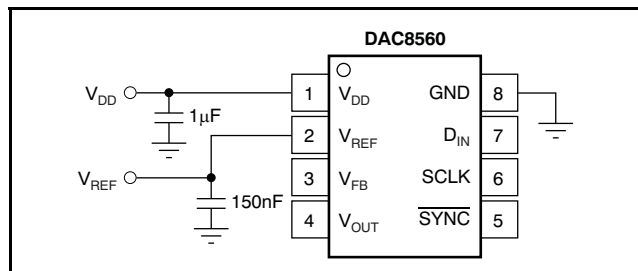 DAC8560
V_DD
1µF
V_REF
150nF
1 V_DD GND 8
2 V_REF D_IN 7
3 V_FB SCLK 6
4 V_OUT S̅Y̅N̅C̅ 5